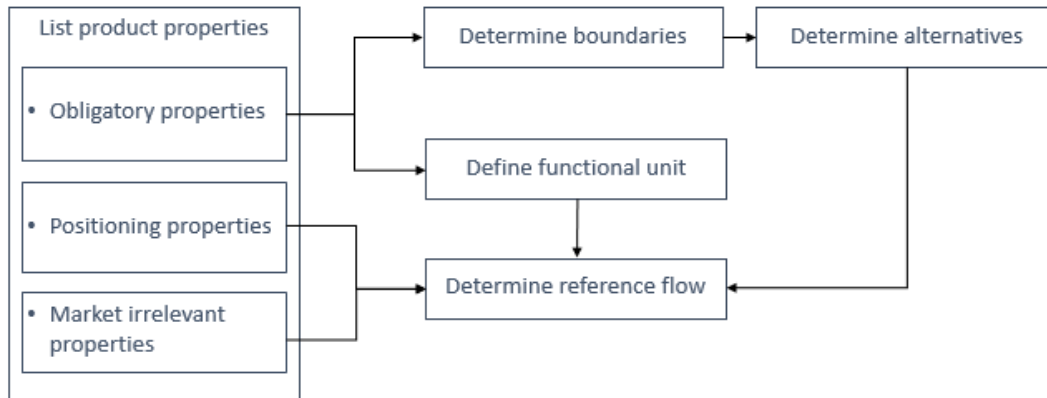 List product properties
• Obligatory properties
• Positioning properties
• Market irrelevant
properties
Determine boundaries
Determine alternatives
Define functional unit
Determine reference flow